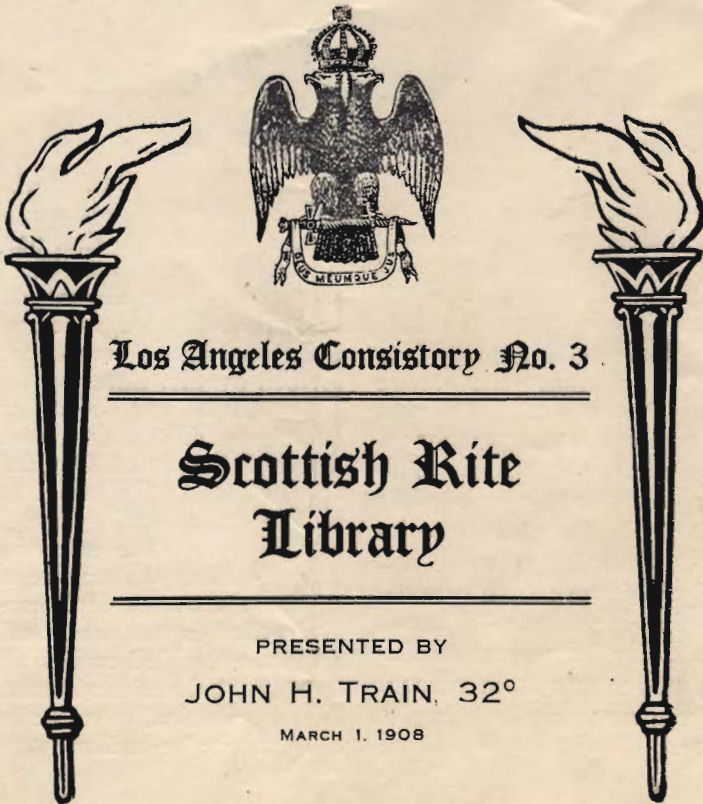 DEUS MEUMQUE JUS
Los Angeles Consistory No. 3
Scottish Rite
Library
PRESENTED BY
JOHN H. TRAIN, 32°
MARCH 1, 1908